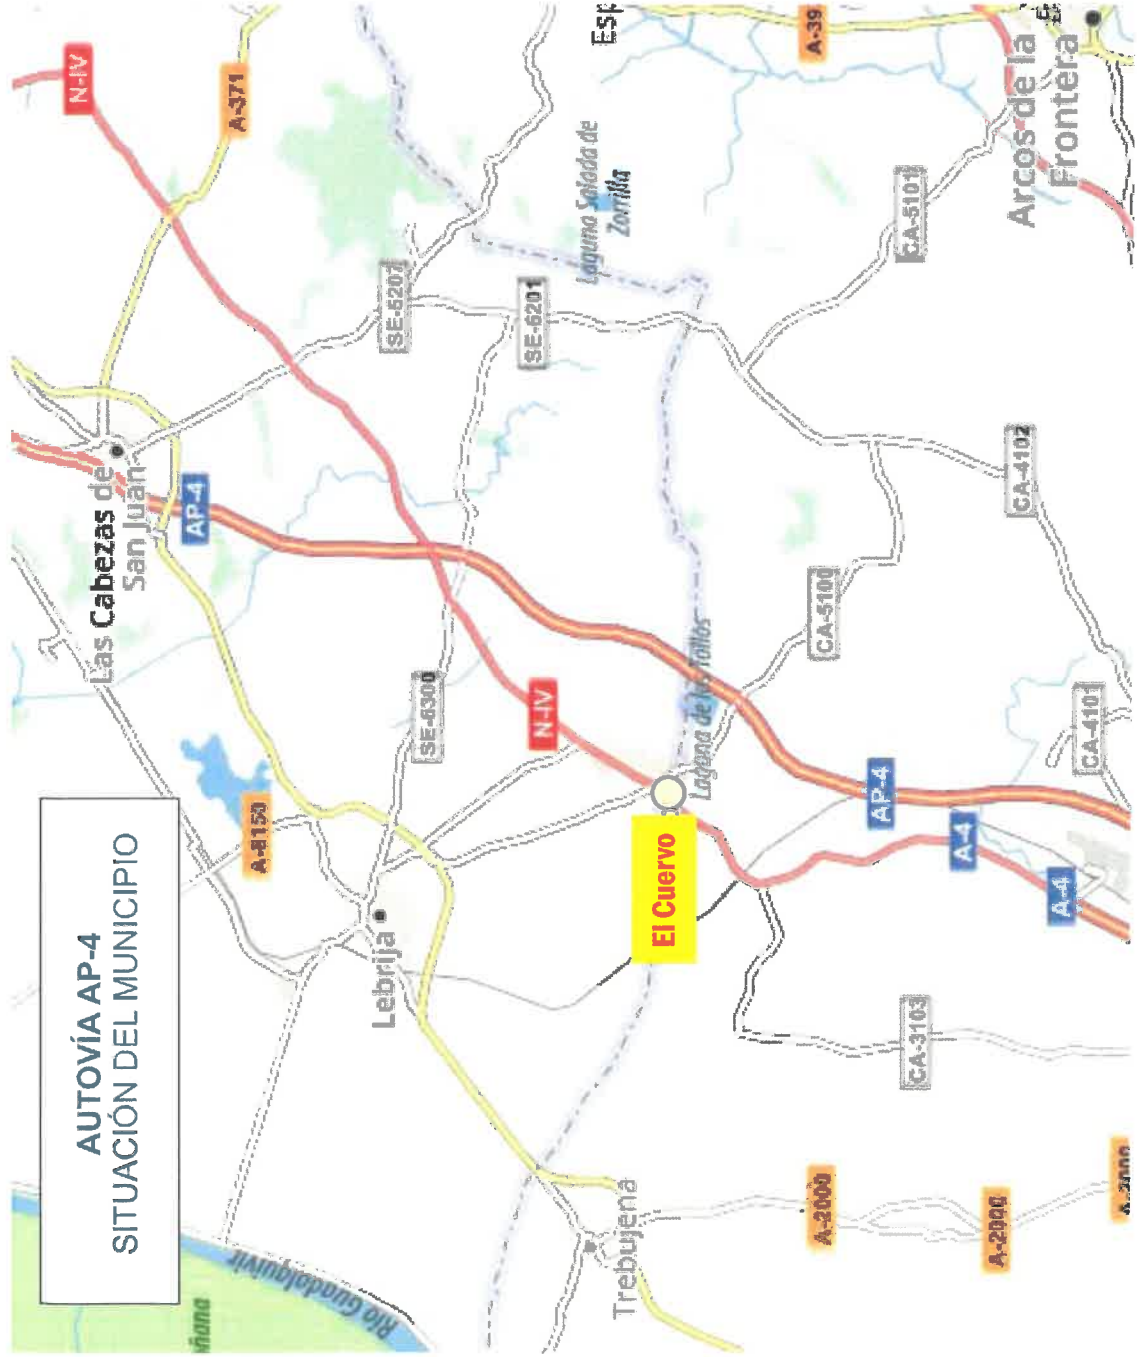 AUTOVÍA AP-4
SITUACIÓN DEL MUNICIPIO
Río Guadalquivir
ñana
Trebujena
A-2000
A-2000
Lebrija
A-8150
El Cuervo
CA-3103
A-4
A-4
AP-4
Las Cabezas de
San Juan
AP-4
SE-6300
N-IV
Laguna de los Tollos
CA-5100
CA-4101
CA-4102
N-IV
A-371
SE-5207
SE-6201
Laguna Salada de
Zorrilla
CA-5101
Esp
A-39
Arcos de la
Frontera